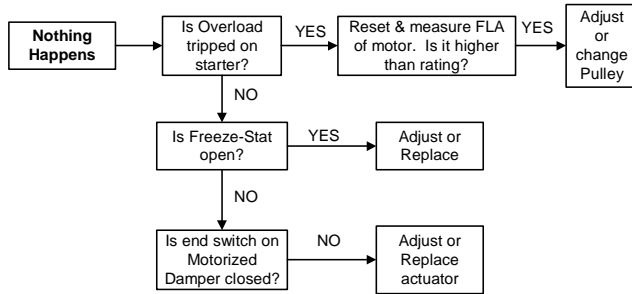 Nothing
Happens
Is Overload
tripped on
starter?
YES
Reset & measure FLA
of motor.  Is it higher
than rating?
YES
Adjust
or
change
Pulley
NO
Is Freeze-Stat
open?
YES
Adjust or
Replace
NO
Is end switch on
Motorized
Damper closed?
NO
Adjust or
Replace
actuator